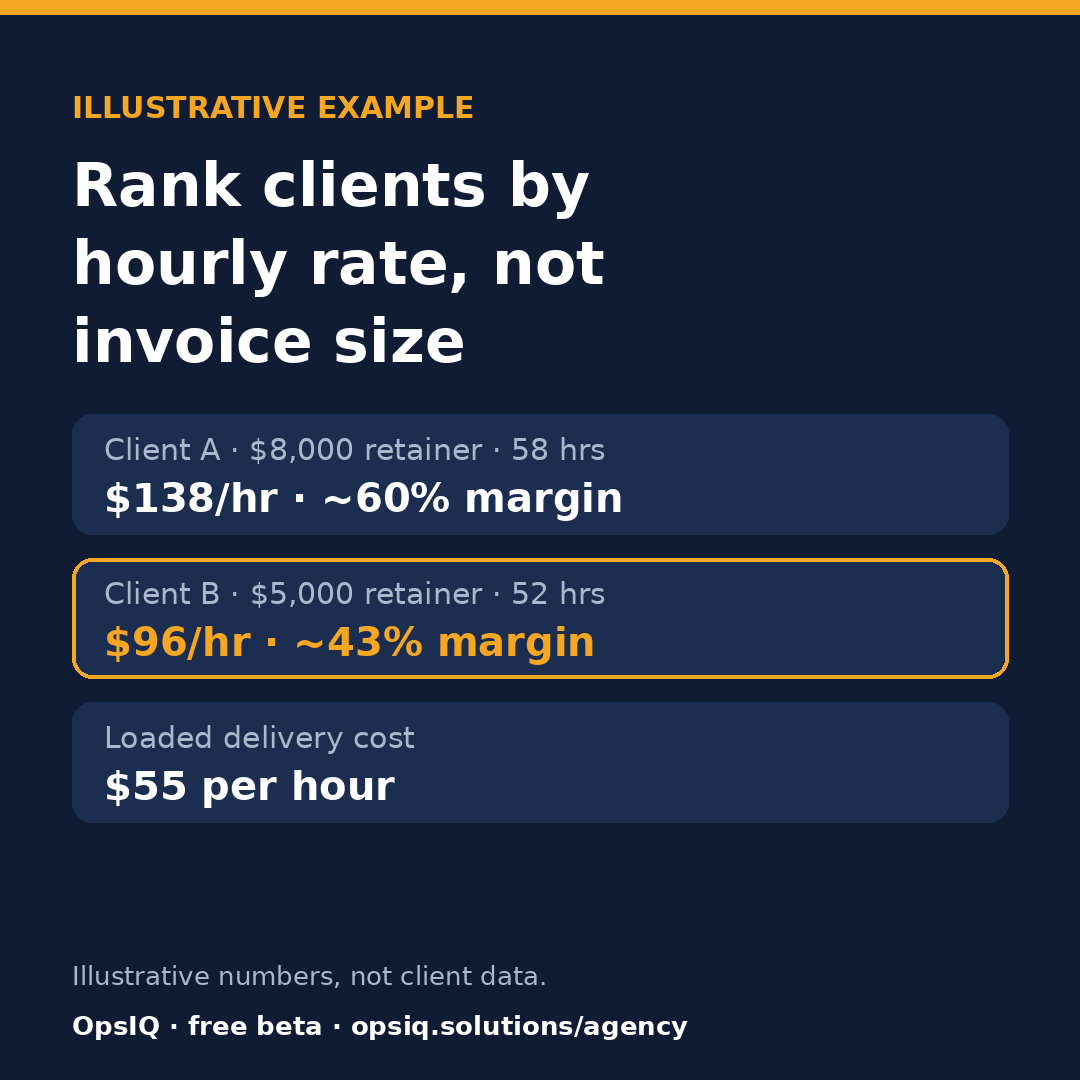 ILLUSTRATIVE EXAMPLE
Rank clients by
hourly rate, not
invoice size
Client A · $8,000 retainer · 58 hrs
$138/hr · ~60% margin
Client B · $5,000 retainer · 52 hrs
$96/hr · ~43% margin
Loaded delivery cost
$55 per hour
Illustrative numbers, not client data.
OpsIQ · free beta · opsiq.solutions/agency